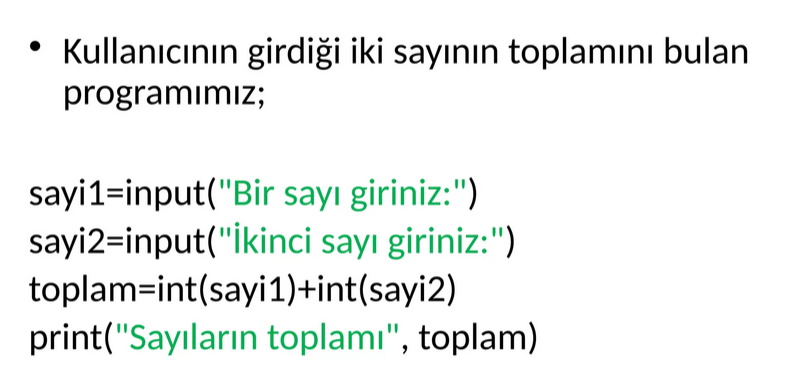 • Kullanıcının girdiği iki sayının toplamını bulan
programımız;
sayi1=input("Bir sayı giriniz:")
sayi2=input("İkinci sayı giriniz:")
toplam=int(sayi1)+int(sayi2)
print("Sayıların toplamı", toplam)